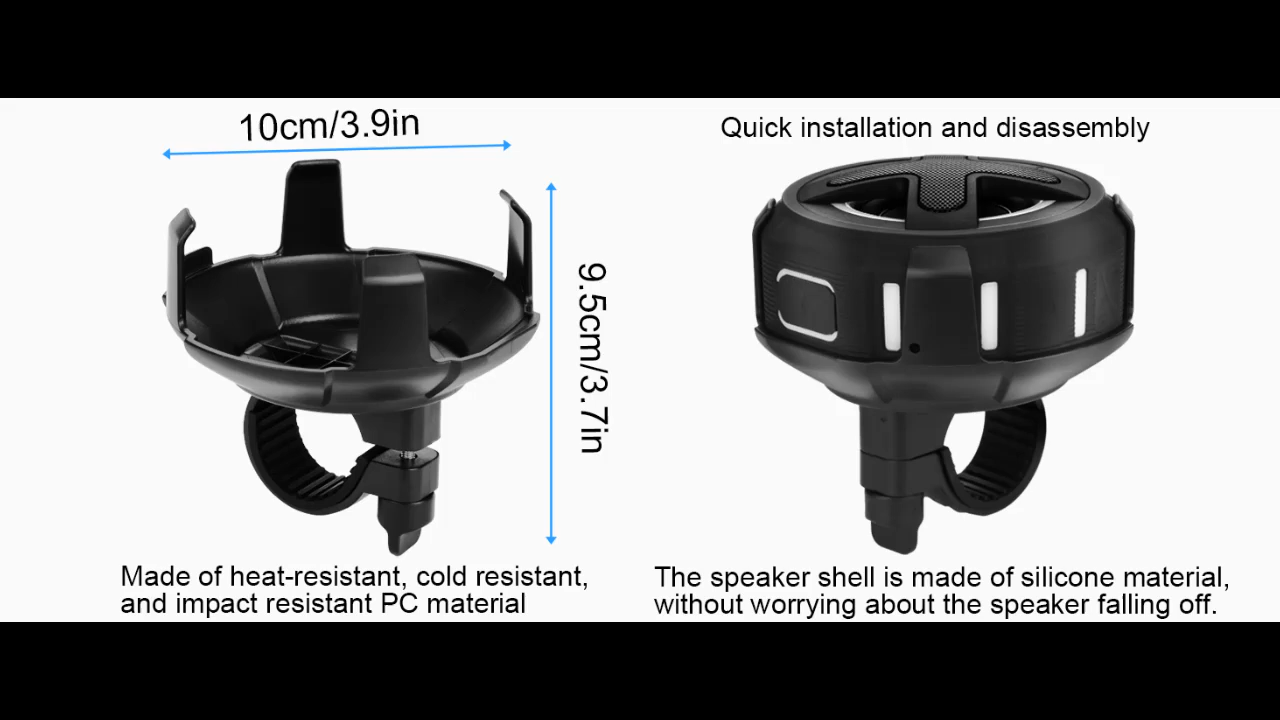 10cm/3.9in
9.5cm/3.7in
Made of heat-resistant, cold resistant,
and impact resistant PC material
Quick installation and disassembly
The speaker shell is made of silicone material,
without worrying about the speaker falling off.